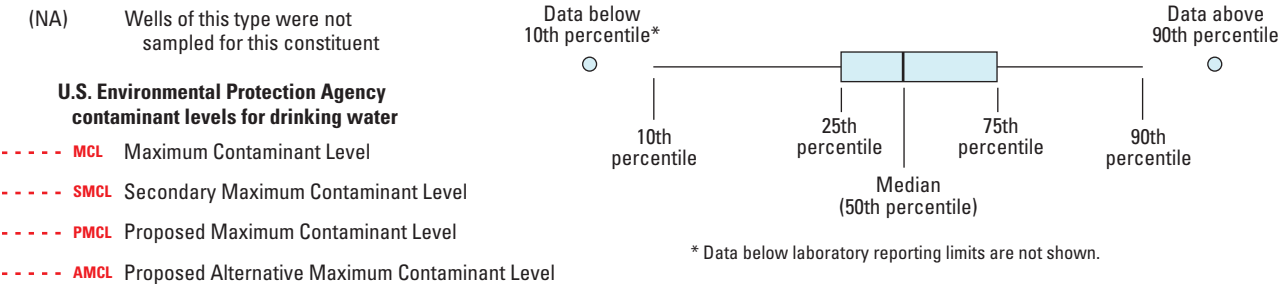 (NA) Wells of this type were not
sampled for this constituent
U.S. Environmental Protection Agency
contaminant levels for drinking water
MCL Maximum Contaminant Level
SMCL Secondary Maximum Contaminant Level
PMCL Proposed Maximum Contaminant Level
AMCL Proposed Alternative Maximum Contaminant Level
Data below
10th percentile*
Data above
90th percentile
10th
percentile
25th
percentile
Median
(50th percentile)
75th
percentile
90th
percentile
* Data below laboratory reporting limits are not shown.